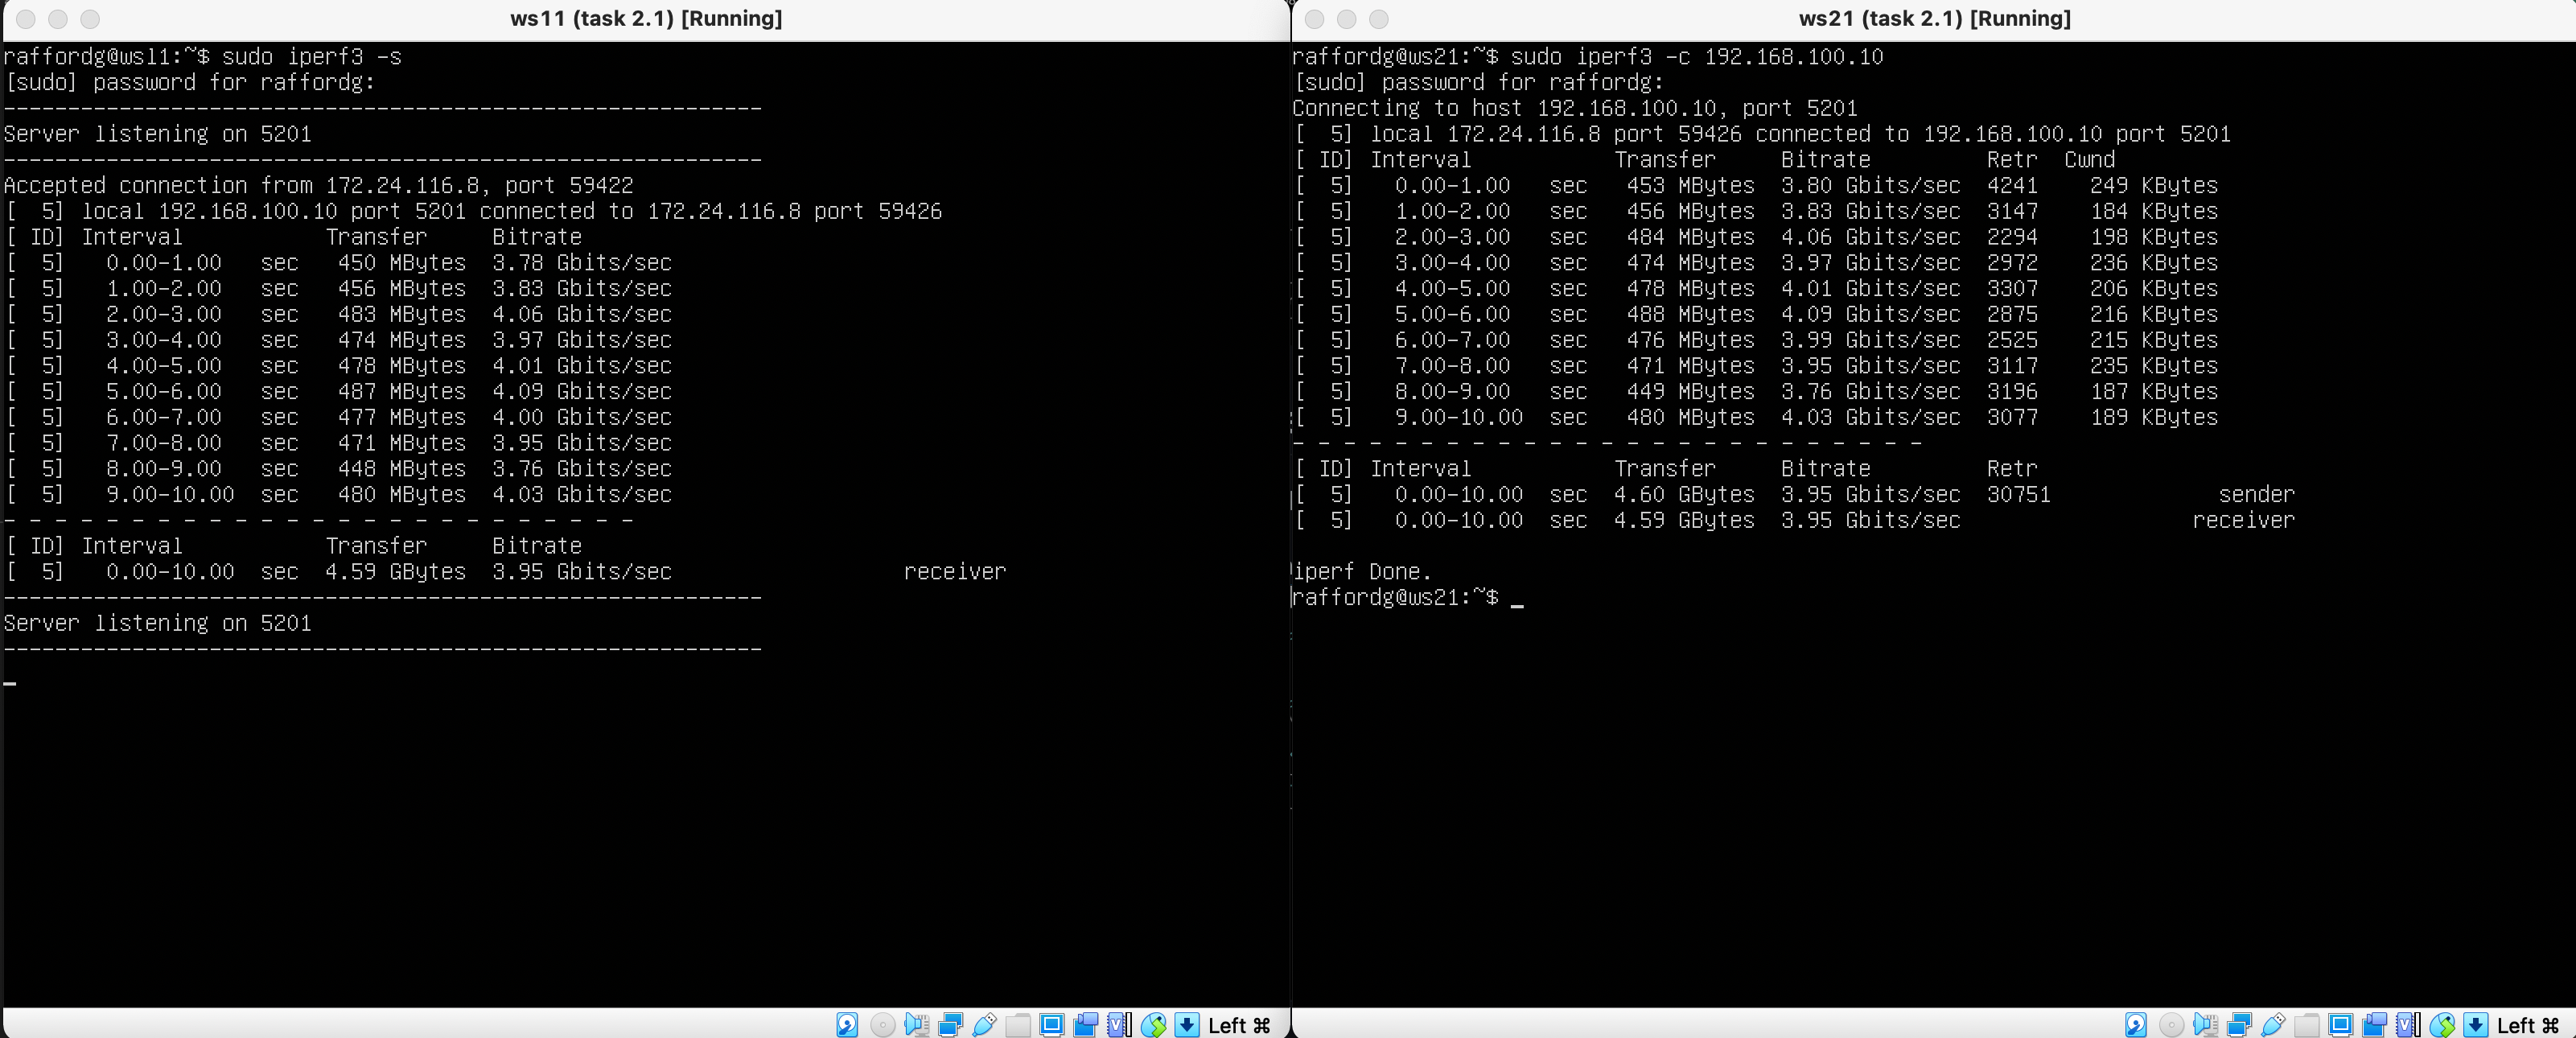 ws11 (task 2.1) [Running]
raffordg@wsl1:~$ sudo iperf3 -s
[sudo] password for raffordg:
-----------------------------------------------------------
Server listening on 5201
-----------------------------------------------------------
Accepted connection from 172.24.116.8, port 59422
[  5] local 192.168.100.10 port 5201 connected to 172.24.116.8 port 59426
[ ID] Interval           Transfer     Bitrate
[  5]   0.00-1.00   sec   450 MBytes  3.78 Gbits/sec
[  5]   1.00-2.00   sec   456 MBytes  3.83 Gbits/sec
[  5]   2.00-3.00   sec   483 MBytes  4.06 Gbits/sec
[  5]   3.00-4.00   sec   474 MBytes  3.97 Gbits/sec
[  5]   4.00-5.00   sec   478 MBytes  4.01 Gbits/sec
[  5]   5.00-6.00   sec   487 MBytes  4.09 Gbits/sec
[  5]   6.00-7.00   sec   477 MBytes  4.00 Gbits/sec
[  5]   7.00-8.00   sec   471 MBytes  3.95 Gbits/sec
[  5]   8.00-9.00   sec   448 MBytes  3.76 Gbits/sec
[  5]   9.00-10.00  sec   480 MBytes  4.03 Gbits/sec
- - - - - - - - - - - - - - - - - - - - - - - - -
[ ID] Interval           Transfer     Bitrate
[  5]   0.00-10.00  sec  4.59 GBytes  3.95 Gbits/sec                  receiver
-----------------------------------------------------------
Server listening on 5201
-----------------------------------------------------------
Left ⌘
ws21 (task 2.1) [Running]
raffordg@ws21:~$ sudo iperf3 -c 192.168.100.10
[sudo] password for raffordg:
Connecting to host 192.168.100.10, port 5201
[  5] local 172.24.116.8 port 59426 connected to 192.168.100.10 port 5201
[ ID] Interval           Transfer     Bitrate         Retr  Cwnd
[  5]   0.00-1.00   sec   453 MBytes  3.80 Gbits/sec  4241    249 KBytes
[  5]   1.00-2.00   sec   456 MBytes  3.83 Gbits/sec  3147    184 KBytes
[  5]   2.00-3.00   sec   484 MBytes  4.06 Gbits/sec  2294    198 KBytes
[  5]   3.00-4.00   sec   474 MBytes  3.97 Gbits/sec  2972    236 KBytes
[  5]   4.00-5.00   sec   478 MBytes  4.01 Gbits/sec  3307    206 KBytes
[  5]   5.00-6.00   sec   488 MBytes  4.09 Gbits/sec  2875    216 KBytes
[  5]   6.00-7.00   sec   476 MBytes  3.99 Gbits/sec  2525    215 KBytes
[  5]   7.00-8.00   sec   471 MBytes  3.95 Gbits/sec  3117    235 KBytes
[  5]   8.00-9.00   sec   449 MBytes  3.76 Gbits/sec  3196    187 KBytes
[  5]   9.00-10.00  sec   480 MBytes  4.03 Gbits/sec  3077    189 KBytes
- - - - - - - - - - - - - - - - - - - - - - - - -
[ ID] Interval           Transfer     Bitrate         Retr
[  5]   0.00-10.00  sec  4.60 GBytes  3.95 Gbits/sec  30751             sender
[  5]   0.00-10.00  sec  4.59 GBytes  3.95 Gbits/sec                  receiver
iperf Done.
raffordg@ws21:~$ _
Left ⌘